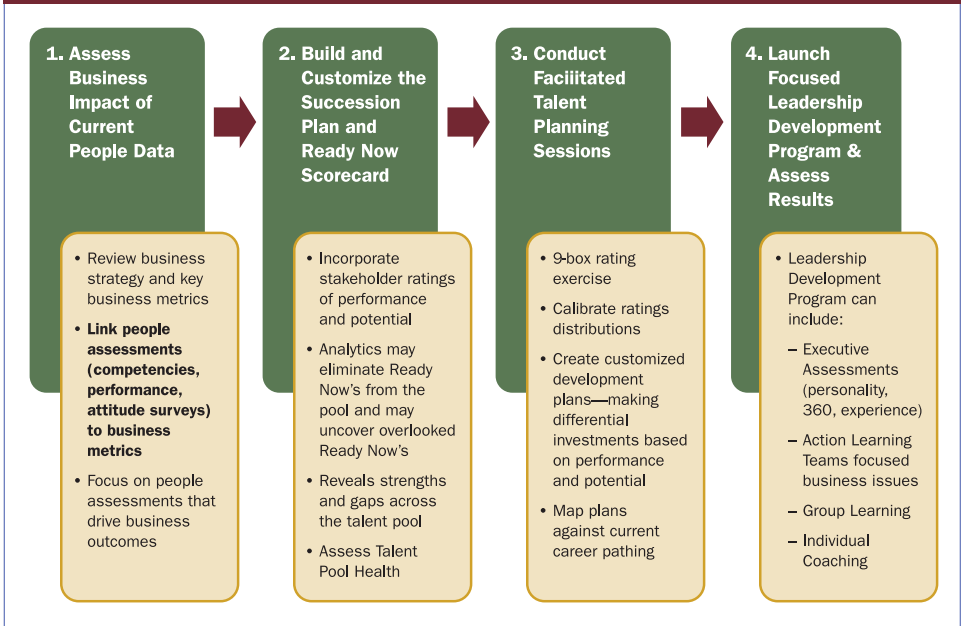 1. Assess
Business
Impact of
Current
People Data
• Review business
strategy and key
business metrics
• Link people
assessments
(competencies,
performance,
attitude surveys)
to business
metrics
• Focus on people
assessments that
drive business
outcomes
2. Build and
Customize the
Succession
Plan and
Ready Now
Scorecard
• Incorporate
stakeholder ratings
of performance
and potential
• Analytics may
eliminate Ready
Now’s from the
pool and may
uncover overlooked
Ready Now’s
• Reveals strengths
and gaps across
the talent pool
• Assess Talent
Pool Health
3. Conduct
Faciiitated
Talent
Planning
Sessions
• 9-box rating
exercise
• Calibrate ratings
distributions
• Create customized
development
plans—making
differential
investments based
on performance
and potential
• Map plans
against current
career pathing
4. Launch
Focused
Leadership
Development
Program &
Assess
Results
• Leadership
Development
Program can
include:
– Executive
Assessments
(personality,
360, experience)
– Action Learning
Teams focused
business issues
– Group Learning
– Individual
Coaching